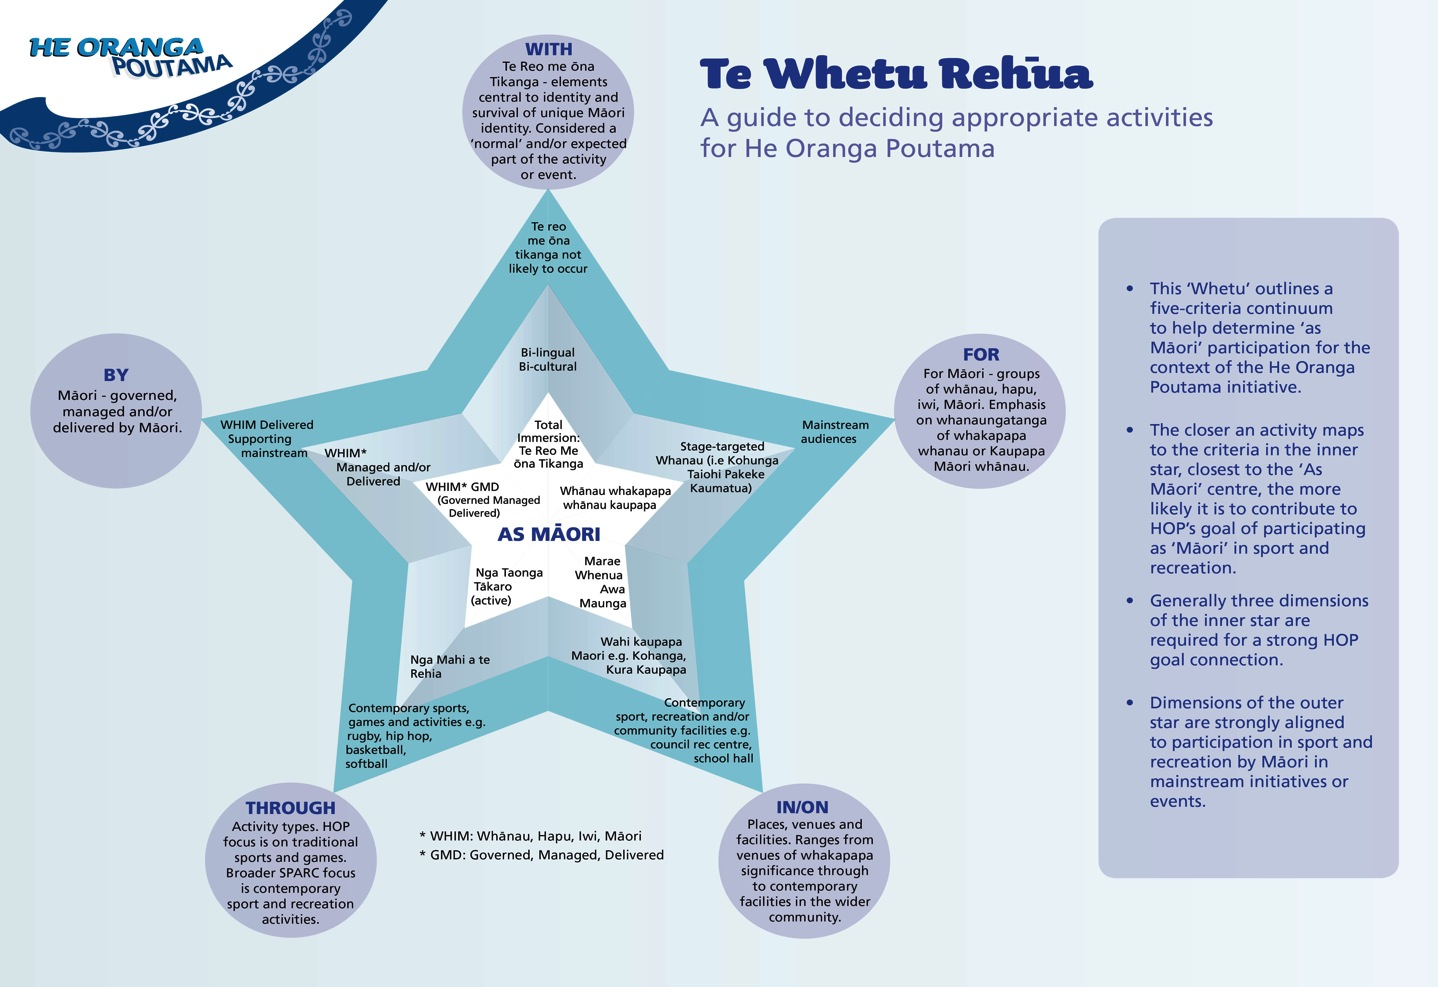 HE ORANGA
POUTAMA
Te Whetu Rehūa
A guide to deciding appropriate activities
for He Oranga Poutama
WITH
Te Reo me ōna
Tikanga - elements
central to identity and
survival of unique Māori
identity. Considered a
‘normal’ and/or expected
part of the activity
or event.
Te reo
me ōna
tikanga not
likely to occur
Bi-lingual
Bi-cultural
Total
Immersion:
Te Reo Me
ōna Tikanga
BY
Māori - governed,
managed and/or
delivered by Māori.
WHIM Delivered
Supporting
mainstream
WHIM*
Managed and/or
Delivered
WHIM* GMD
(Governed Managed
Delivered)
FOR
For Māori - groups
of whānau, hapu,
iwi, Māori. Emphasis
on whanaungatanga
of whakapapa
whanau or Kaupapa
Māori whānau.
Mainstream
audiences
Stage-targeted
Whanau (i.e Kohunga
Taiohi Pakeke
Kaumatua)
Whānau whakapapa
whānau kaupapa
AS MĀORI
Nga Taonga
Tākaro
(active)
Marae
Whenua
Awa
Maunga
Nga Mahi a te
Rehia
Wahi kaupapa
Maori e.g. Kohanga,
Kura Kaupapa
Contemporary sports,
games and activities e.g.
rugby, hip hop,
basketball,
softball
Contemporary
sport, recreation and/or
community facilities e.g.
council rec centre,
school hall
THROUGH
Activity types. HOP
focus is on traditional
sports and games.
Broader SPARC focus
is contemporary
sport and recreation
activities.
IN/ON
Places, venues and
facilities. Ranges from
venues of whakapapa
significance through
to contemporary
facilities in the wider
community.
* WHIM: Whānau, Hapu, Iwi, Māori
* GMD: Governed, Managed, Delivered
• This ‘Whetu’ outlines a
five-criteria continuum
to help determine ‘as
Māori’ participation for the
context of the He Oranga
Poutama initiative.
• The closer an activity maps
to the criteria in the inner
star, closest to the ‘As
Māori’ centre, the more
likely it is to contribute to
HOP’s goal of participating
as ‘Māori’ in sport and
recreation.
• Generally three dimensions
of the inner star are
required for a strong HOP
goal connection.
• Dimensions of the outer
star are strongly aligned
to participation in sport and
recreation by Māori in
mainstream initiatives or
events.